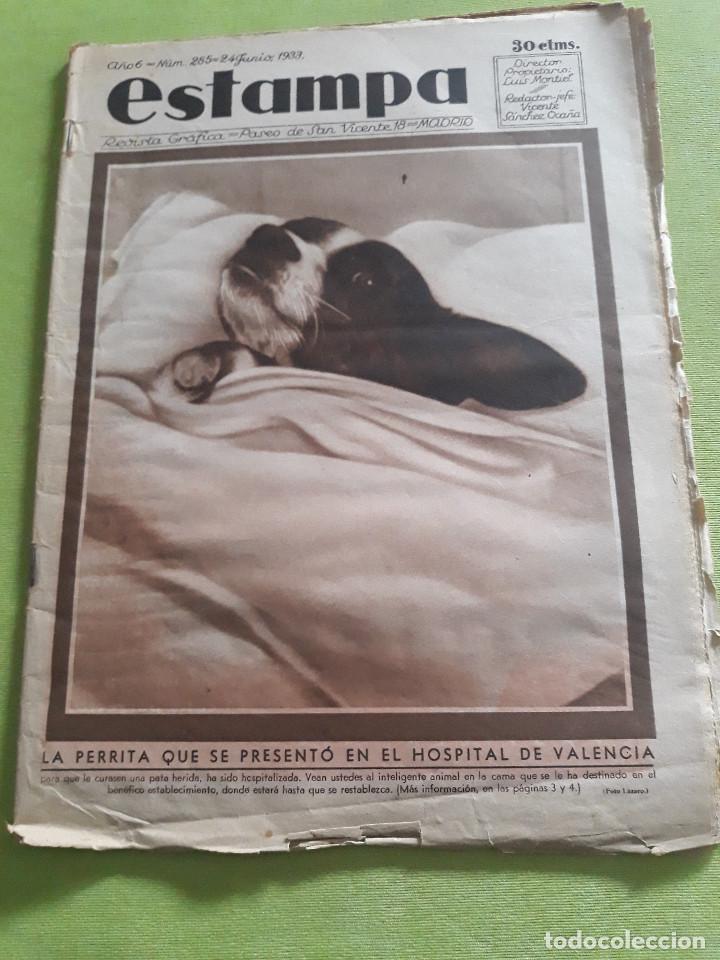 Año 6 = Núm. 285 = 24 Junio, 1933.
30 ctms.
estampa
Director
Propietario:
Luis Montiel
Redactor-jefe
Vicente
Sánchez Ocaña
Revista Gráfica = Paseo de San Vicente, 18 = MADRID
LA PERRITA QUE SE PRESENTÓ EN EL HOSPITAL DE VALENCIA
para que le curasen una pata herida, ha sido hospitalizada. Vean ustedes al inteligente animal en la cama que se le ha destinado en el
benéfico establecimiento, donde estará hasta que se restablezca. (Más información, en las páginas 3 y 4.) (Foto Lázaro.)
todocoleccion
todocoleccion.net